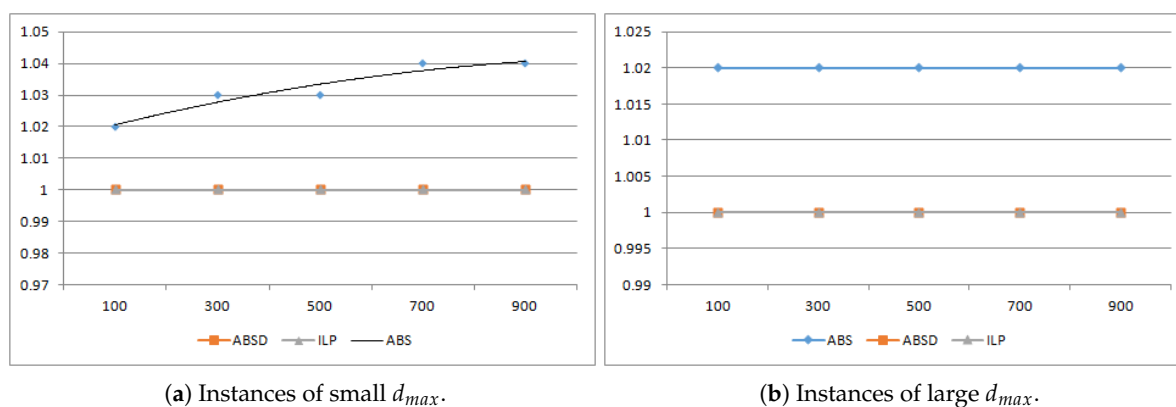 1.05
1.04
1.03
1.02
1.01
1
0.99
0.98
0.97
100 300 500 700 900
ABSD ILP ABS
(a) Instances of small dmax.
1.025
1.02
1.015
1.01
1.005
1
0.995
0.99
100 300 500 700 900
ABS ABSD ILP
(b) Instances of large dmax.